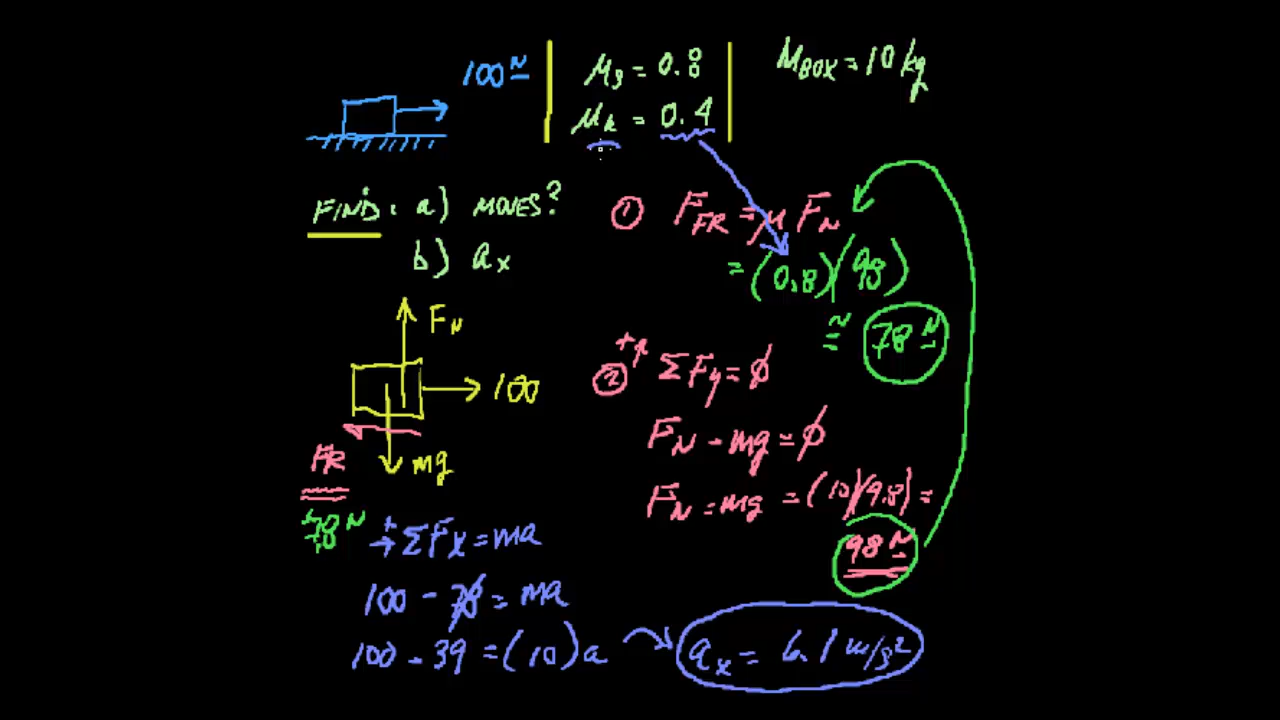 100 N
μs = 0.8
μk = 0.4
MBOX = 10 kg
FIND: a) MOVES?
b) ax
① FFR = μ FN
= (0.8)(98)
≅ 78 N
FN
100
mg
FR
78 N
② +↑ ΣFy = ∅
FN - mg = ∅
FN = mg = (10)(9.8) =
98 N
+→ ΣFx = ma
100 - 78 = ma
100 - 39 = (10)a
ax = 6.1 m/s²